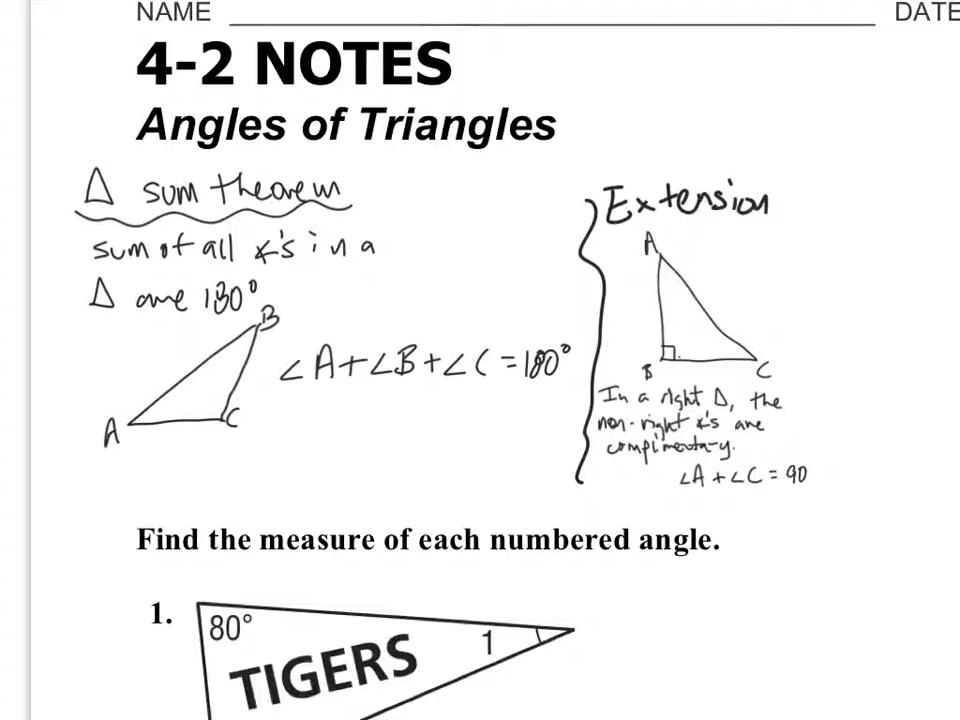 NAME DATE
4-2 NOTES
Angles of Triangles
Δ sum theorem
sum of all ∡'s in a
Δ are 180°
B
∠A+∠B+∠C=180°
A
C
Extension
A
B
C
In a right Δ, the
non-right ∡'s are
complimentary.
∠A+∠C=90
Find the measure of each numbered angle.
1.
80°
1
TIGERS